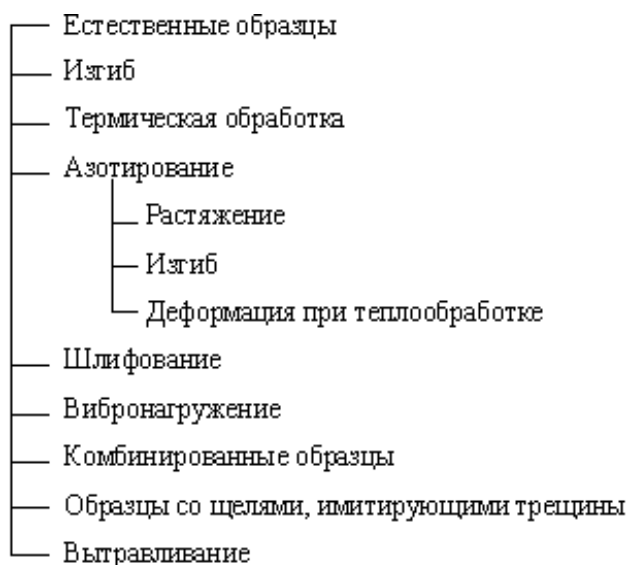 Естественные образцы
Изгиб
Термическая обработка
Азотирование
Растяжение
Изгиб
Деформация при теплообработке
Шлифование
Вибронагружение
Комбинированные образцы
Образцы со щелями, имитирующими трещины
Вытравливание